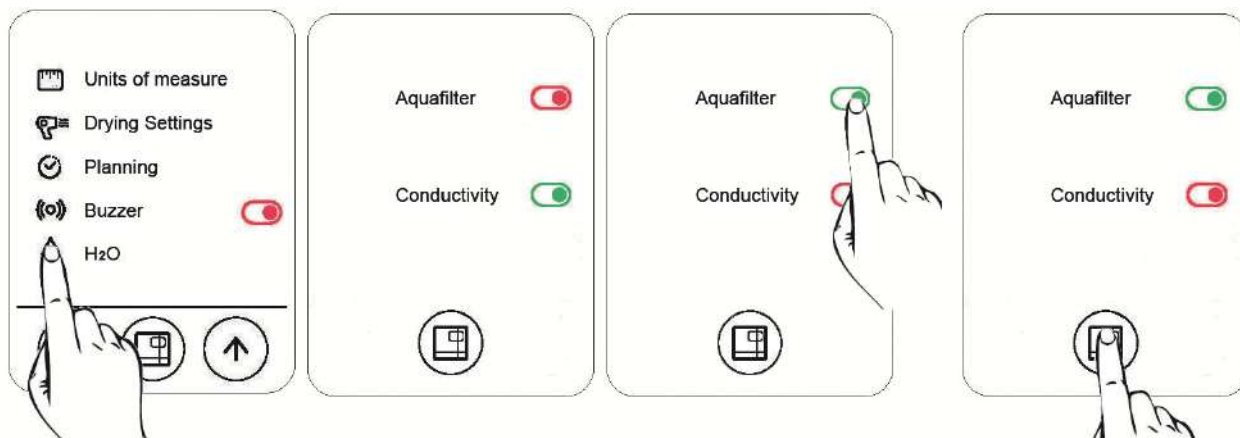 Units of measure
Drying Settings
Planning
Buzzer
H₂O
Aquafilter
Conductivity
Aquafilter
Conductivity
Aquafilter
Conductivity